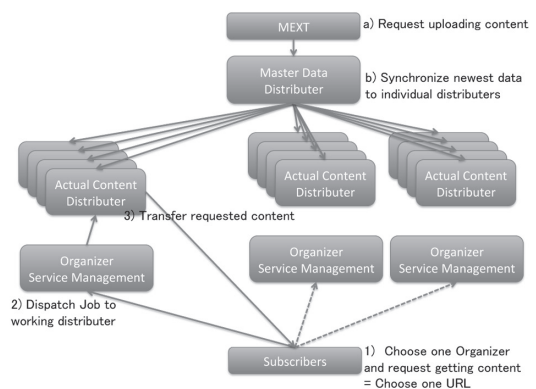 MEXT
a) Request uploading content
Master Data
Distributer
b) Synchronize newest data
to individual distributers
Actual Content
Distributer
Actual Content
Distributer
Actual Content
Distributer
3) Transfer requested content
Organizer
Service Management
Organizer
Service Management
Organizer
Service Management
2) Dispatch Job to
working distributer
Subscribers
1) Choose one Organizer
and request getting content
= Choose one URL